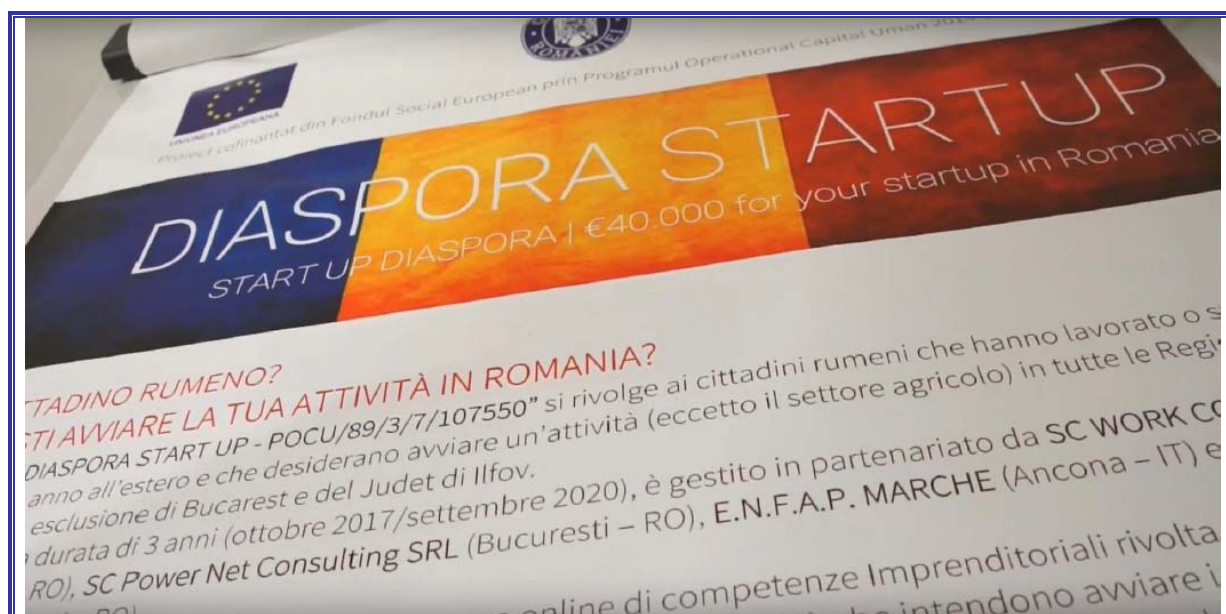 ROMANIEI
UNIUNEA EUROPEANA
Proiect cofinantat din Fondul Social European prin Programul Operational Capital Uman
DIASPORA STARTUP
START UP DIASPORA | €40.000 for your startup in Romania
TTADINO RUMENO?
STI AVVIARE LA TUA ATTIVITÀ IN ROMANIA?
DIASPORA START UP - POCU/89/3/7/107550" si rivolge ai cittadini rumeni che hanno lavorato o s
anno all'estero e che desiderano avviare un'attività (eccetto il settore agricolo) in tutte le Regi
esclusione di Bucarest e del Judet di Ilfov.
durata di 3 anni (ottobre 2017/settembre 2020), è gestito in partenariato da SC WORK CO
RO), SC Power Net Consulting SRL (Bucuresti – RO), E.N.F.A.P. MARCHE (Ancona – IT) e
online di competenze Imprenditoriali rivolta
intendono avviare i